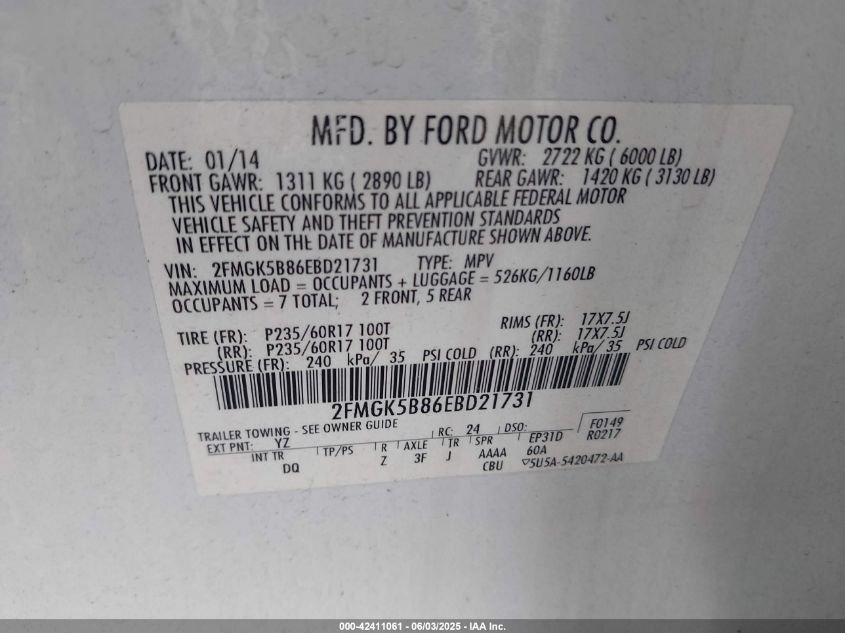 MFD. BY FORD MOTOR CO.
DATE: 01/14 GVWR: 2722 KG ( 6000 LB)
FRONT GAWR: 1311 KG ( 2890 LB) REAR GAWR: 1420 KG ( 3130 LB)
THIS VEHICLE CONFORMS TO ALL APPLICABLE FEDERAL MOTOR
VEHICLE SAFETY AND THEFT PREVENTION STANDARDS
IN EFFECT ON THE DATE OF MANUFACTURE SHOWN ABOVE.
VIN: 2FMGK5B86EBD21731 TYPE: MPV
MAXIMUM LOAD = OCCUPANTS + LUGGAGE = 526KG/1160LB
OCCUPANTS = 7 TOTAL; 2 FRONT, 5 REAR
TIRE (FR): P235/60R17 100T RIMS (FR): 17X7.5J
(RR): P235/60R17 100T (RR): 17X7.5J
PRESSURE (FR): 240 kPa/ 35 PSI COLD (RR): 240 kPa/ 35 PSI COLD
2FMGK5B86EBD21731
TRAILER TOWING - SEE OWNER GUIDE RC: 24 DSO: F0149
EXT PNT: YZ R0217
INT TR TP/PS R AXLE TR SPR EP31D
DQ Z 3F J AAAA 60A
CBU 5U5A-5420472-AA
000-42411061 - 06/03/2025 - IAA Inc.